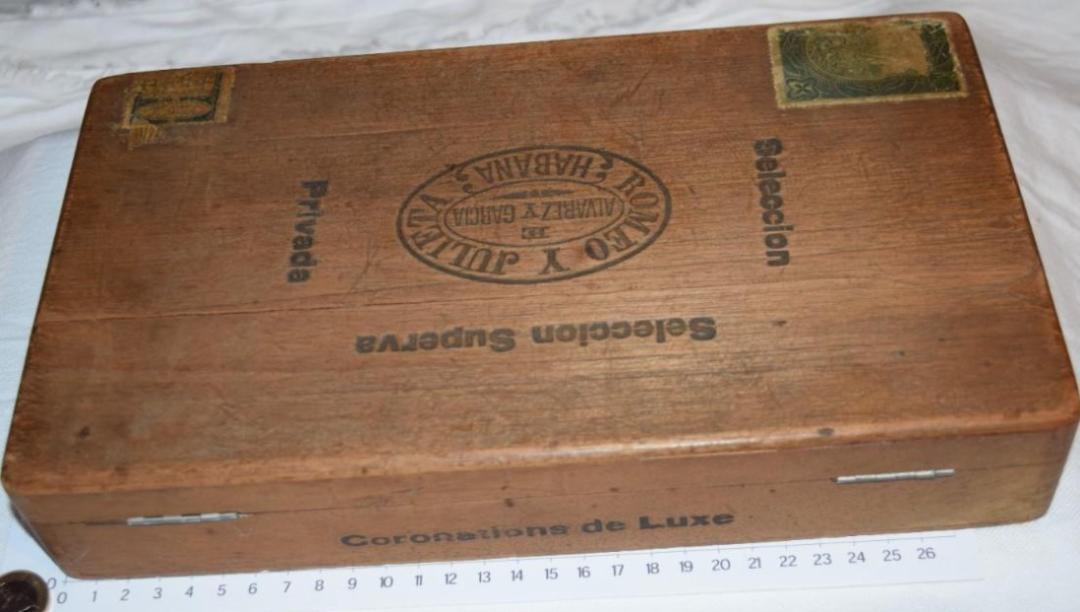 ROMEO Y JULIETA
HABANA
DE
ALVAREZ Y GARCIA
Seleccion
Privada
Seleccion Superva
Coronations de Luxe
0 1 2 3 4 5 6 7 8 9 10 11 12 13 14 15 16 17 18 19 20 21 22 23 24 25 26